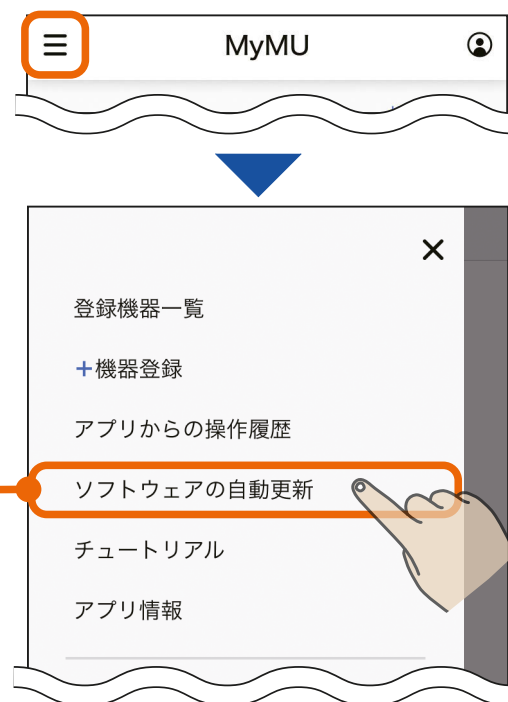 MyMU
登録機器一覧
+機器登録
アプリからの操作履歴
ソフトウェアの自動更新
チュートリアル
アプリ情報